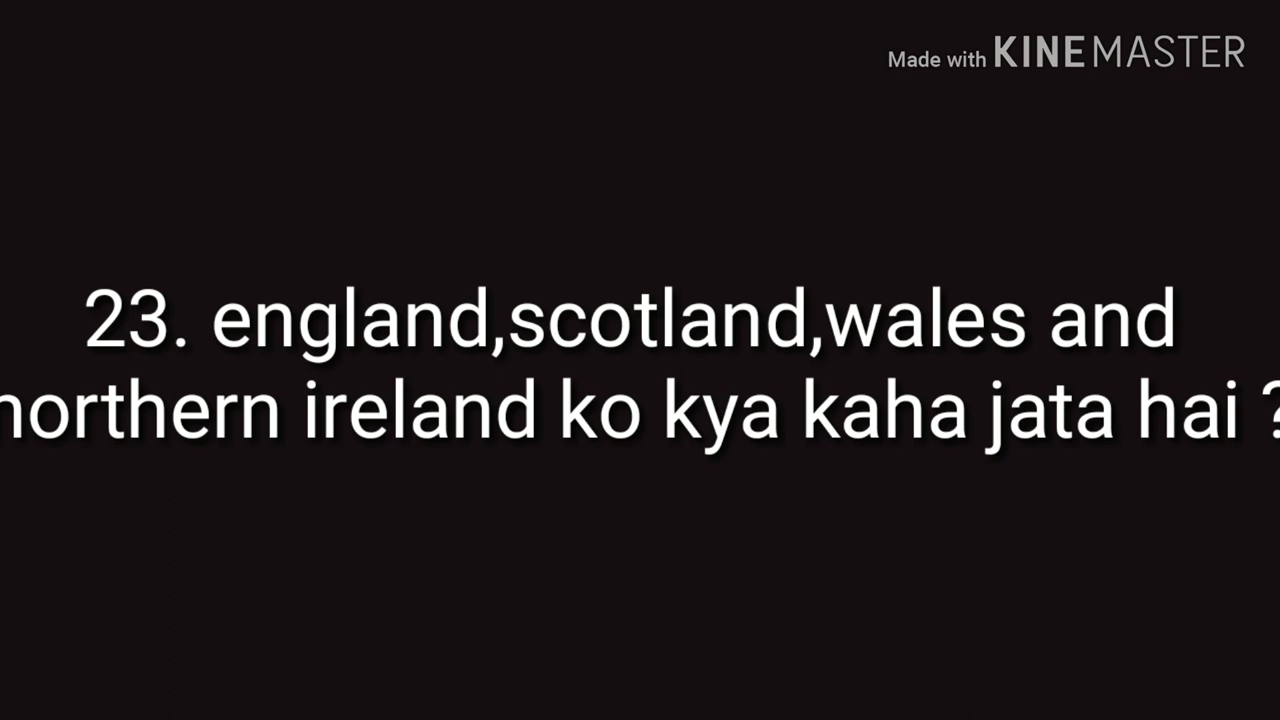 Made with KINEMASTER
23. england,scotland,wales and
northern ireland ko kya kaha jata hai ?